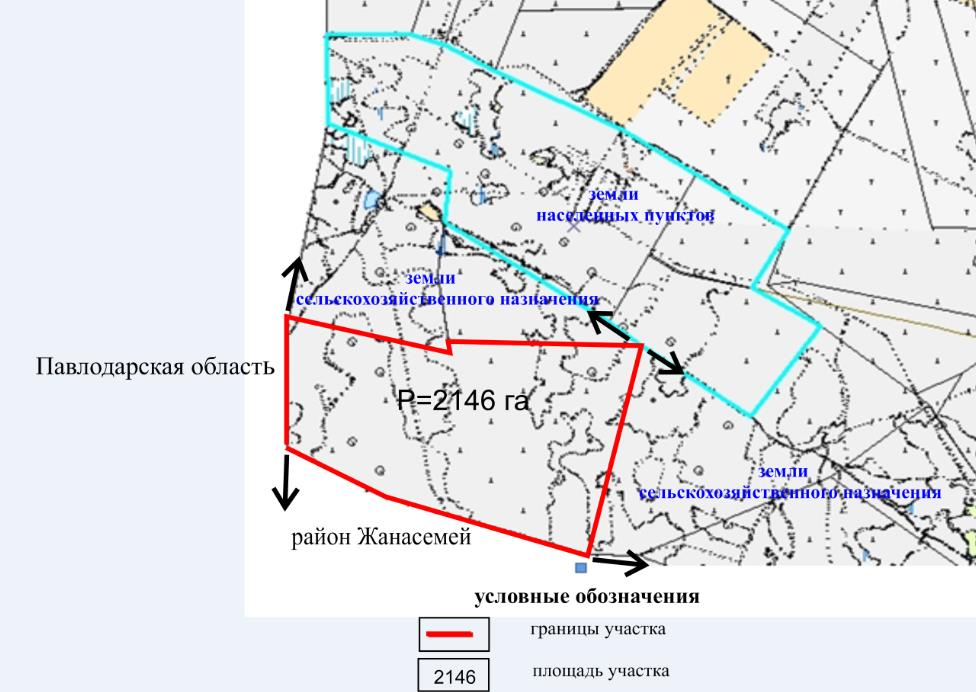 земли
населенных пунктов
земли
сельскохозяйственного назначения
Павлодарская область
P=2146 га
земли
сельскохозяйственного назначения
район Жанасемей
условные обозначения
границы участка
2146
площадь участка